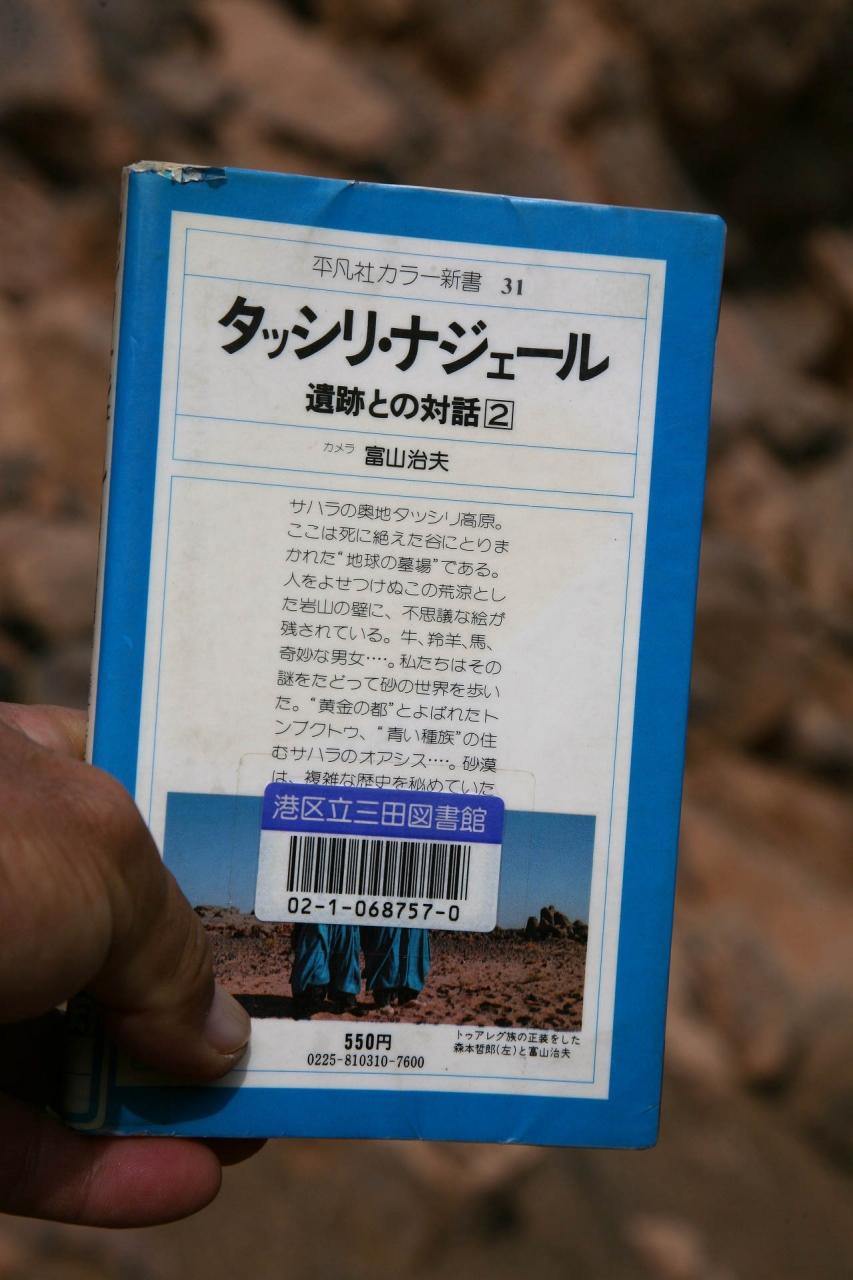 平凡社カラー新書 31
タッシリ・ナジェール
遺跡との対話2
カメラ 富山治夫
サハラの奥地タッシリ高原。
ここは死に絶えた谷にとりま
かれた“地球の墓場”である。
人をよせつけぬこの荒涼とし
た岩山の壁に、不思議な絵が
残されている。牛、羚羊、馬、
奇妙な男女‥‥。私たちはその
謎をたどって砂の世界を歩い
た。“黄金の都”とよばれたト
ンブクトウ、“青い種族”の住
むサハラのオアシス‥‥。砂漠
は、複雑な歴史を秘めていた
港区立三田図書館
02-1-068757-0
550円
0225-810310-7600
トゥアレグ族の正装をした
森本哲郎(左)と富山治夫